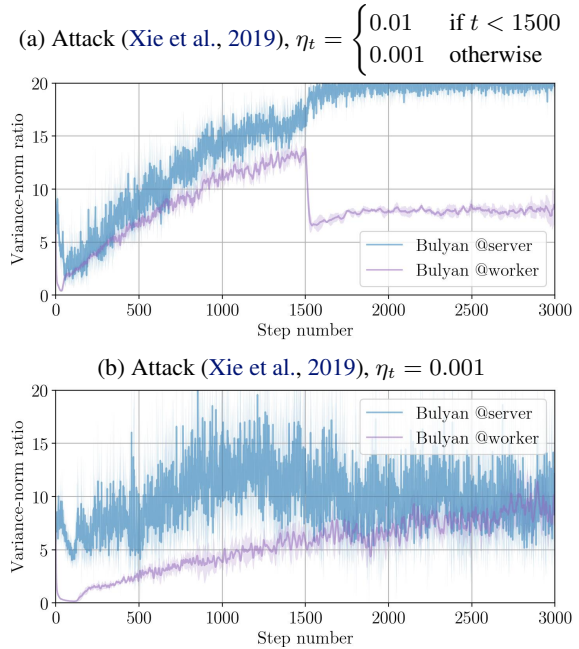 (a) Attack (Xie et al., 2019), ηt = { 0.01 if t < 1500
0.001 otherwise
20
15
10
5
0
Variance-norm ratio
Bulyan @server
Bulyan @worker
0 500 1000 1500 2000 2500 3000
Step number
(b) Attack (Xie et al., 2019), ηt = 0.001
20
15
10
5
0
Variance-norm ratio
Bulyan @server
Bulyan @worker
0 500 1000 1500 2000 2500 3000
Step number